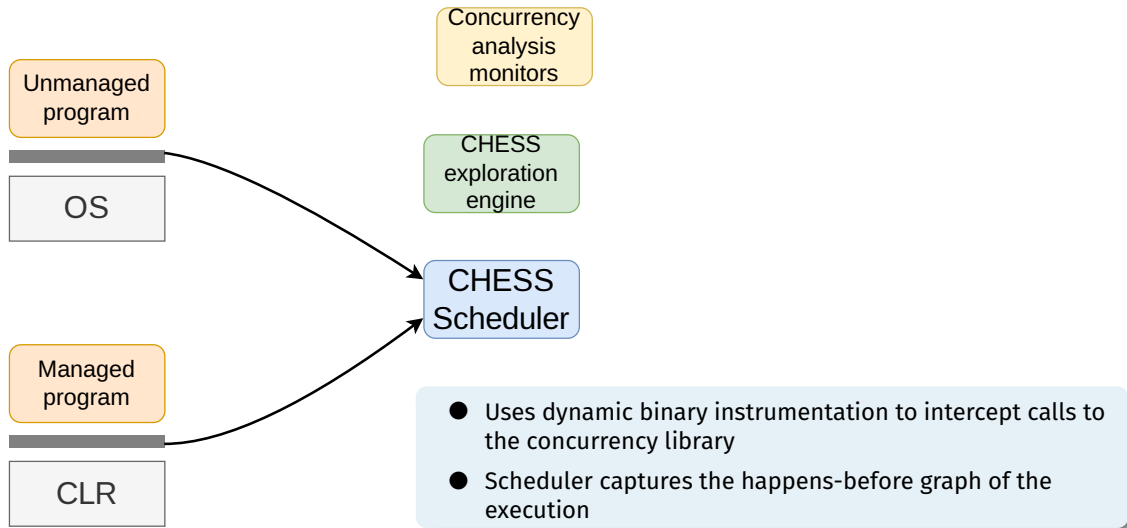 Concurrency
analysis
monitors
Unmanaged
program
OS
CHESS
exploration
engine
CHESS
Scheduler
Managed
program
CLR
● Uses dynamic binary instrumentation to intercept calls to
the concurrency library
● Scheduler captures the happens-before graph of the
execution